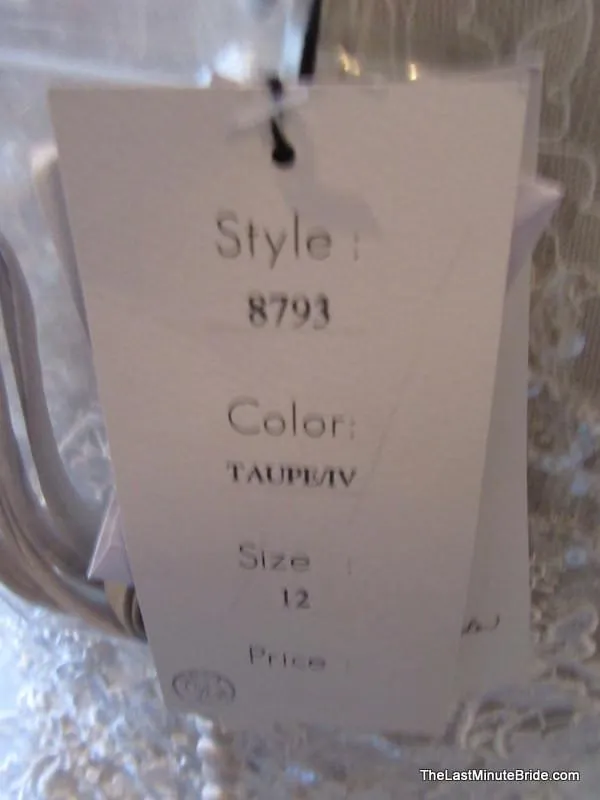 Style :
8793
Color:
TAUPE/IV
Size :
12
Price :
TheLastMinuteBride.com